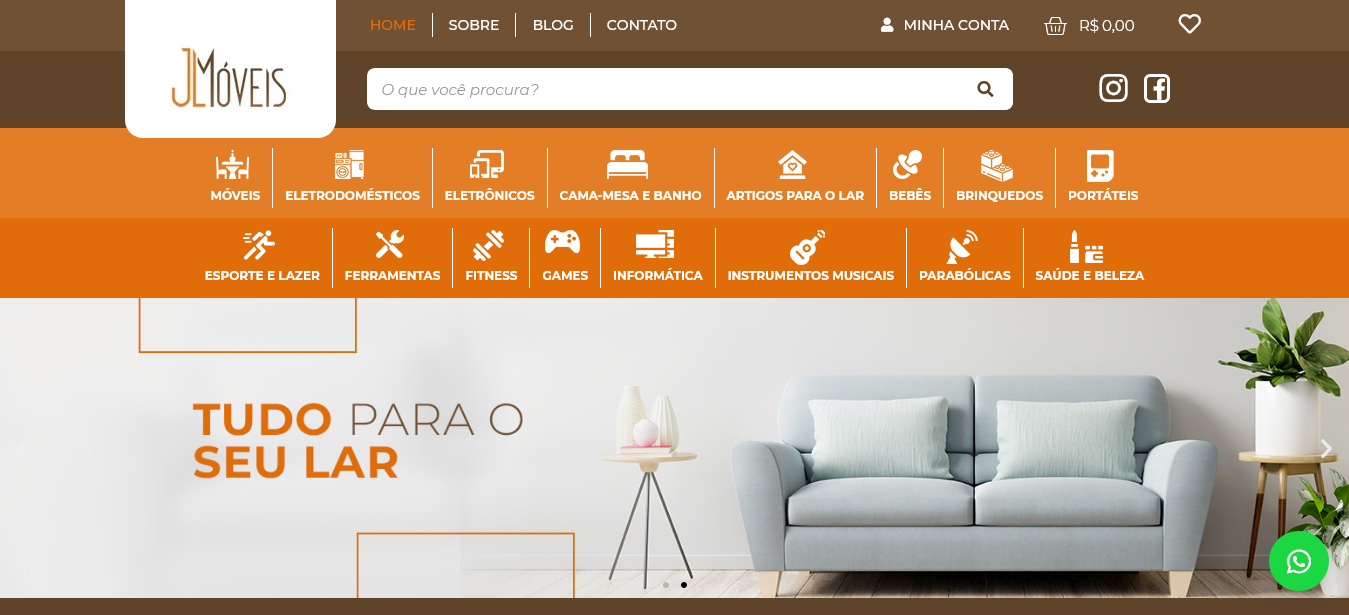 HOME SOBRE BLOG CONTATO MINHA CONTA R$ 0,00
JLMÓVEIS
O que você procura?
MÓVEIS ELETRODOMÉSTICOS ELETRÔNICOS CAMA-MESA E BANHO ARTIGOS PARA O LAR BEBÊS BRINQUEDOS PORTÁTEIS
ESPORTE E LAZER FERRAMENTAS FITNESS GAMES INFORMÁTICA INSTRUMENTOS MUSICAIS PARABÓLICAS SAÚDE E BELEZA
TUDO PARA O
SEU LAR